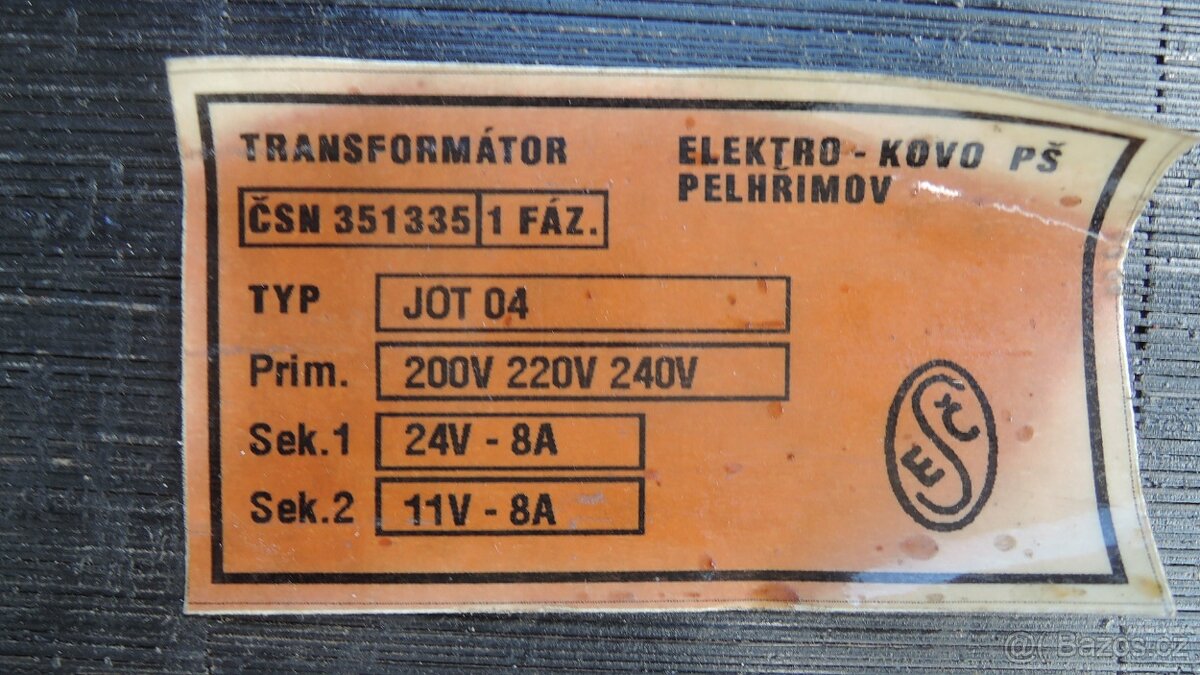 TRANSFORMÁTOR
ELEKTRO - KOVO PŠ
PELHŘIMOV
ČSN 351335 1 FÁZ.
TYP JOT 04
Prim. 200V 220V 240V
Sek.1 24V - 8A
Sek.2 11V - 8A
ESČ
@( Bazos.cz